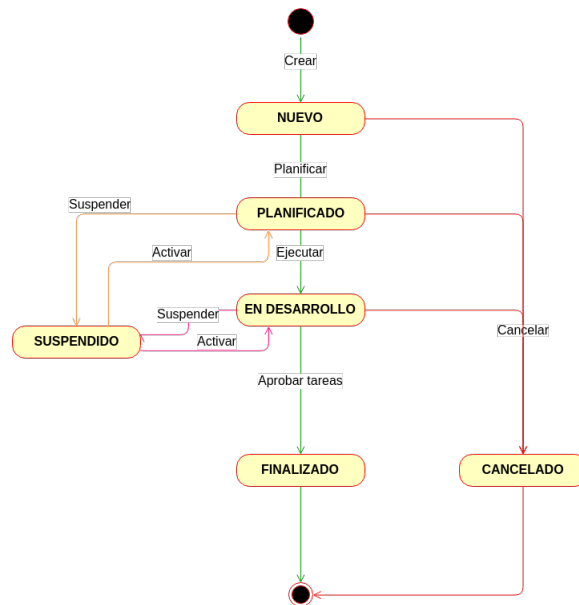 Crear
NUEVO
Planificar
Suspender
PLANIFICADO
Activar
Ejecutar
Suspender
EN DESARROLLO
SUSPENDIDO
Activar
Cancelar
Aprobar tareas
FINALIZADO
CANCELADO